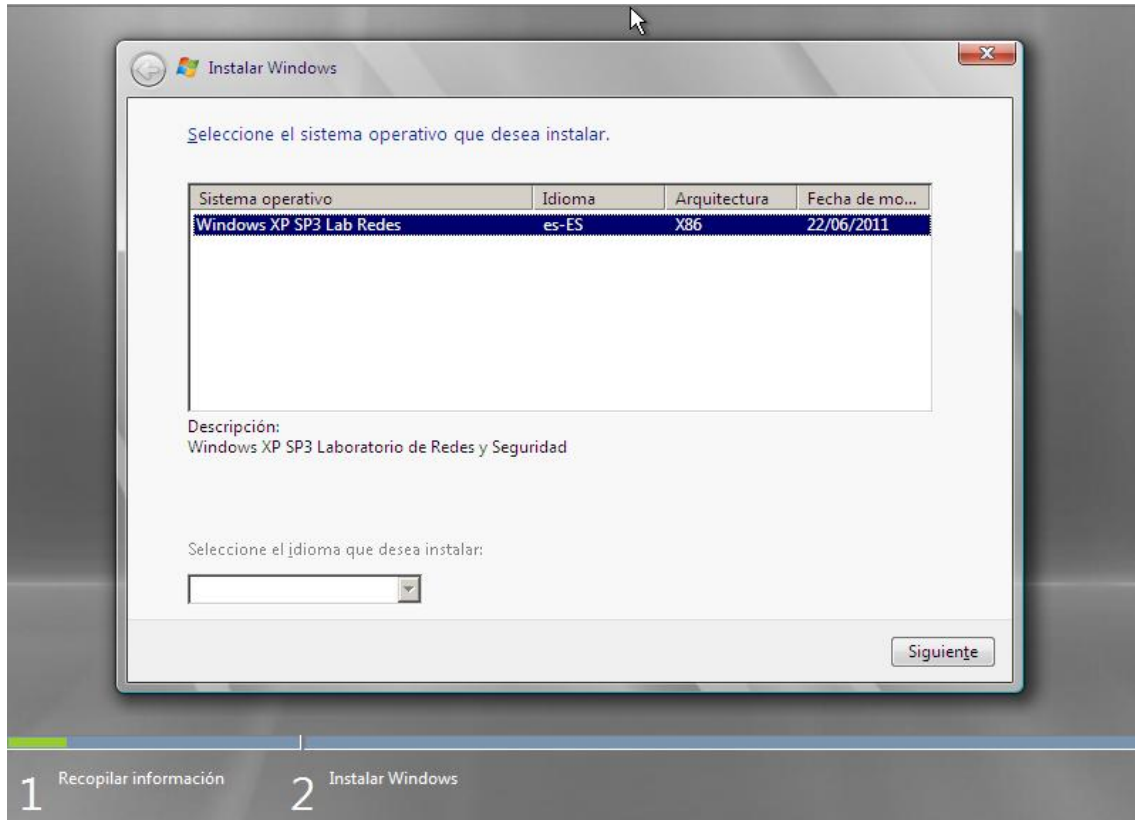 Instalar Windows
Seleccione el sistema operativo que desea instalar.
Sistema operativo Idioma Arquitectura Fecha de mo...
Windows XP SP3 Lab Redes es-ES X86 22/06/2011
Descripción:
Windows XP SP3 Laboratorio de Redes y Seguridad
Seleccione el idioma que desea instalar:
Siguiente
1 Recopilar información 2 Instalar Windows